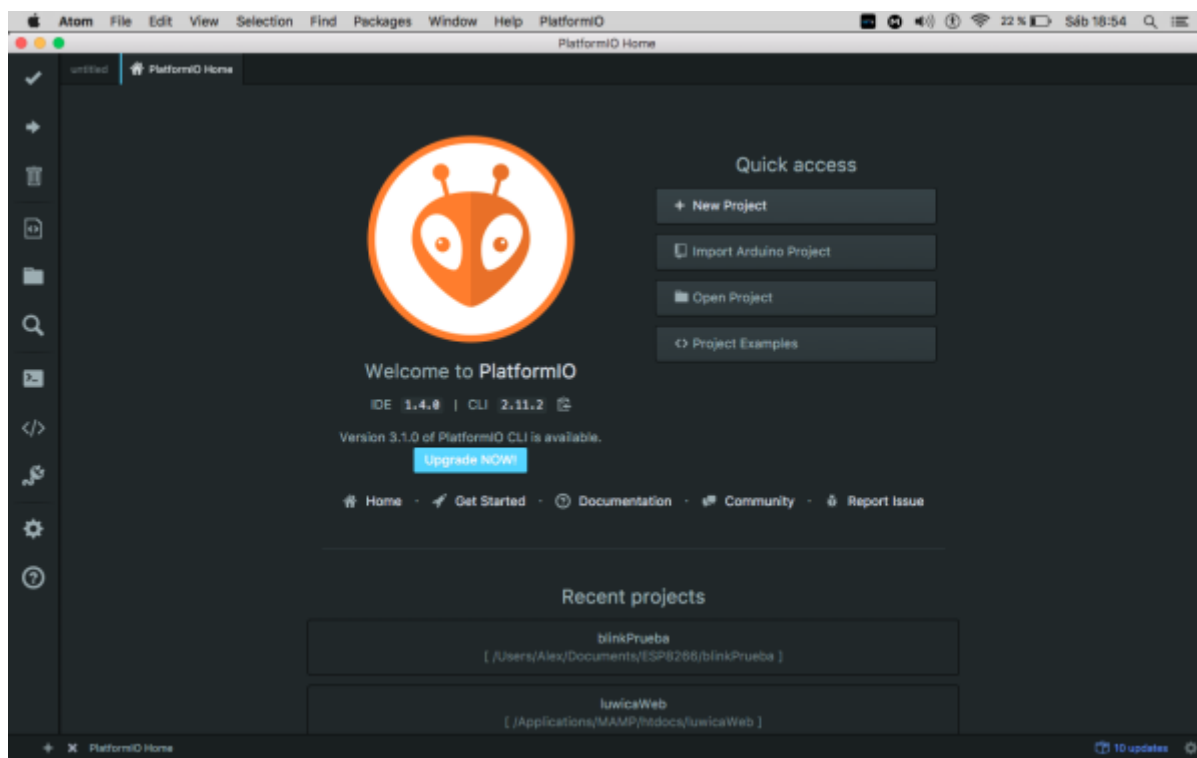 Atom File Edit View Selection Find Packages Window Help PlatformIO 22 % Sáb 18:54
PlatformIO Home
untitled PlatformIO Home
Quick access
+ New Project
Import Arduino Project
Open Project
<> Project Examples
Welcome to PlatformIO
IDE 1.4.0 | CLI 2.11.2
Version 3.1.0 of PlatformIO CLI is available.
Upgrade NOW!
Home · Get Started · Documentation · Community · Report Issue
Recent projects
blinkPrueba
[ /Users/Alex/Documents/ESP8266/blinkPrueba ]
luwicaWeb
[ /Applications/MAMP/htdocs/luwicaWeb ]
+ X PlatformIO Home 10 updates